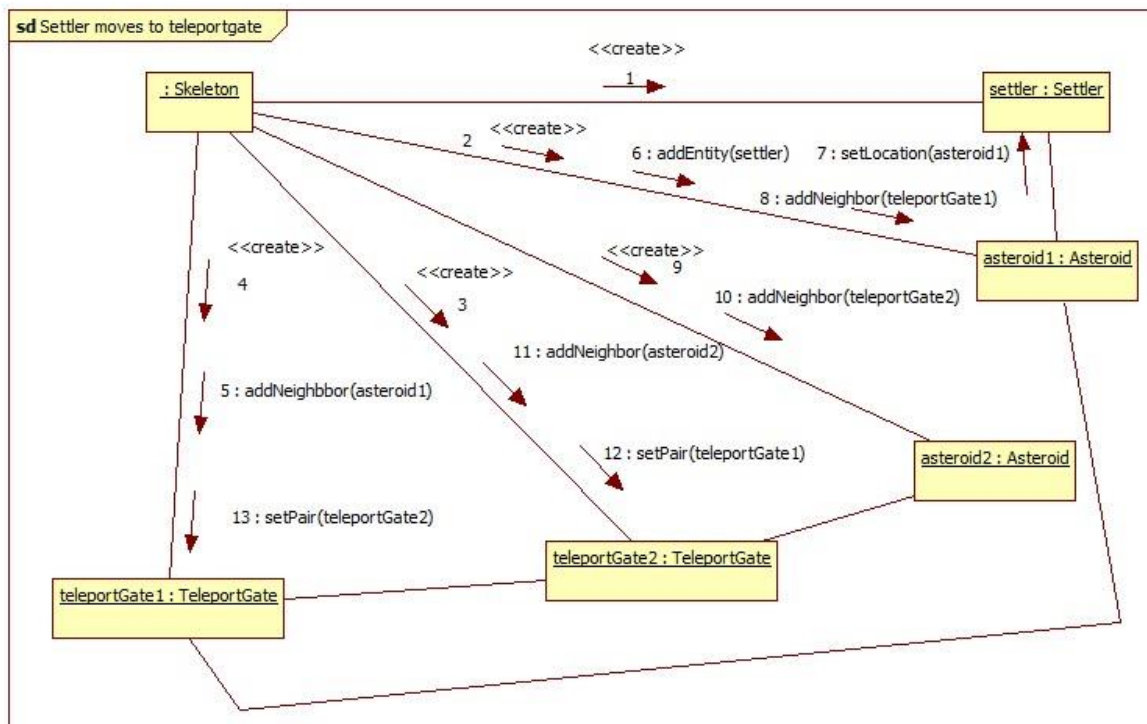 sd Settler moves to teleportgate
<<create>>
1
: Skeleton
settler : Settler
<<create>>
2
6 : addEntity(settler)
7 : setLocation(asteroid1)
8 : addNeighbor(teleportGate1)
<<create>>
4
<<create>>
3
<<create>>
9
asteroid1 : Asteroid
10 : addNeighbor(teleportGate2)
11 : addNeighbor(asteroid2)
5 : addNeighbbor(asteroid1)
12 : setPair(teleportGate1)
asteroid2 : Asteroid
13 : setPair(teleportGate2)
teleportGate2 : TeleportGate
teleportGate1 : TeleportGate